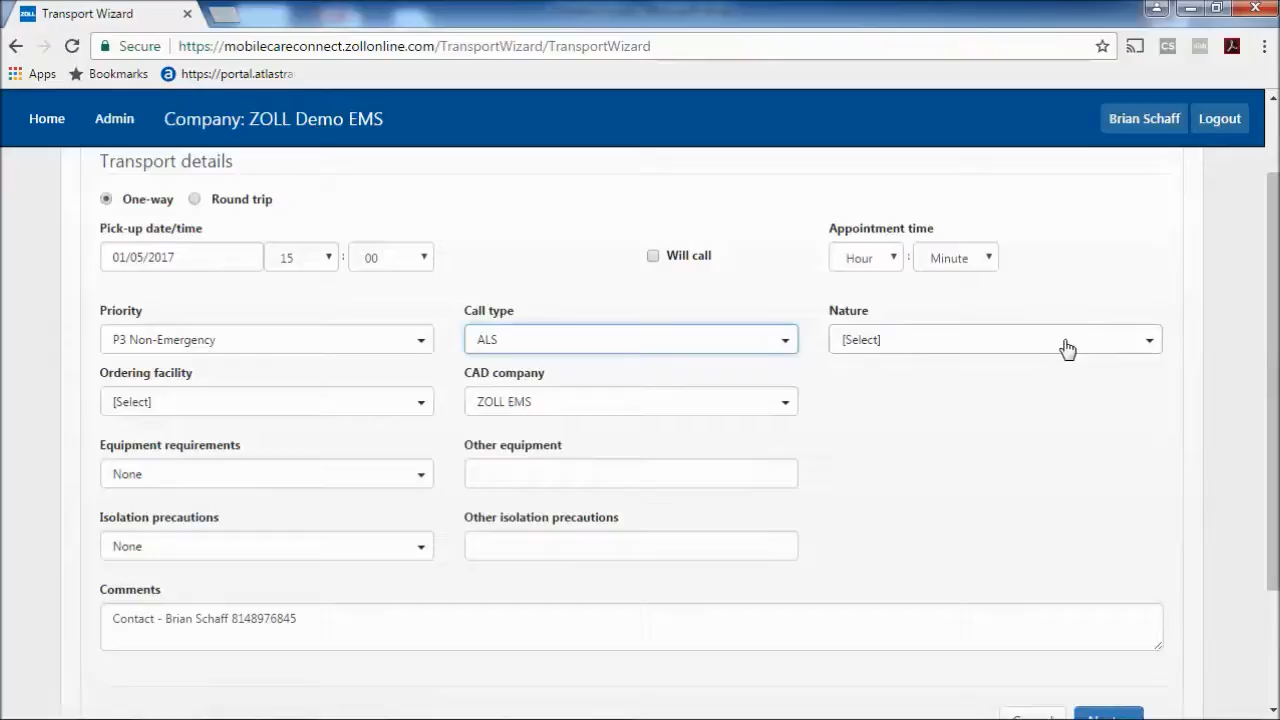 ZOLL Transport Wizard
Secure https://mobilecareconnect.zollonline.com/TransportWizard/TransportWizard
CS
Apps Bookmarks https://portal.atlastra
Home Admin Company: ZOLL Demo EMS Brian Schaff Logout
Transport details
One-way Round trip
Pick-up date/time Appointment time
01/05/2017 15 : 00 Will call Hour : Minute
Priority Call type Nature
P3 Non-Emergency ALS [Select]
Ordering facility CAD company
[Select] ZOLL EMS
Equipment requirements Other equipment
None
Isolation precautions Other isolation precautions
None
Comments
Contact - Brian Schaff 8148976845